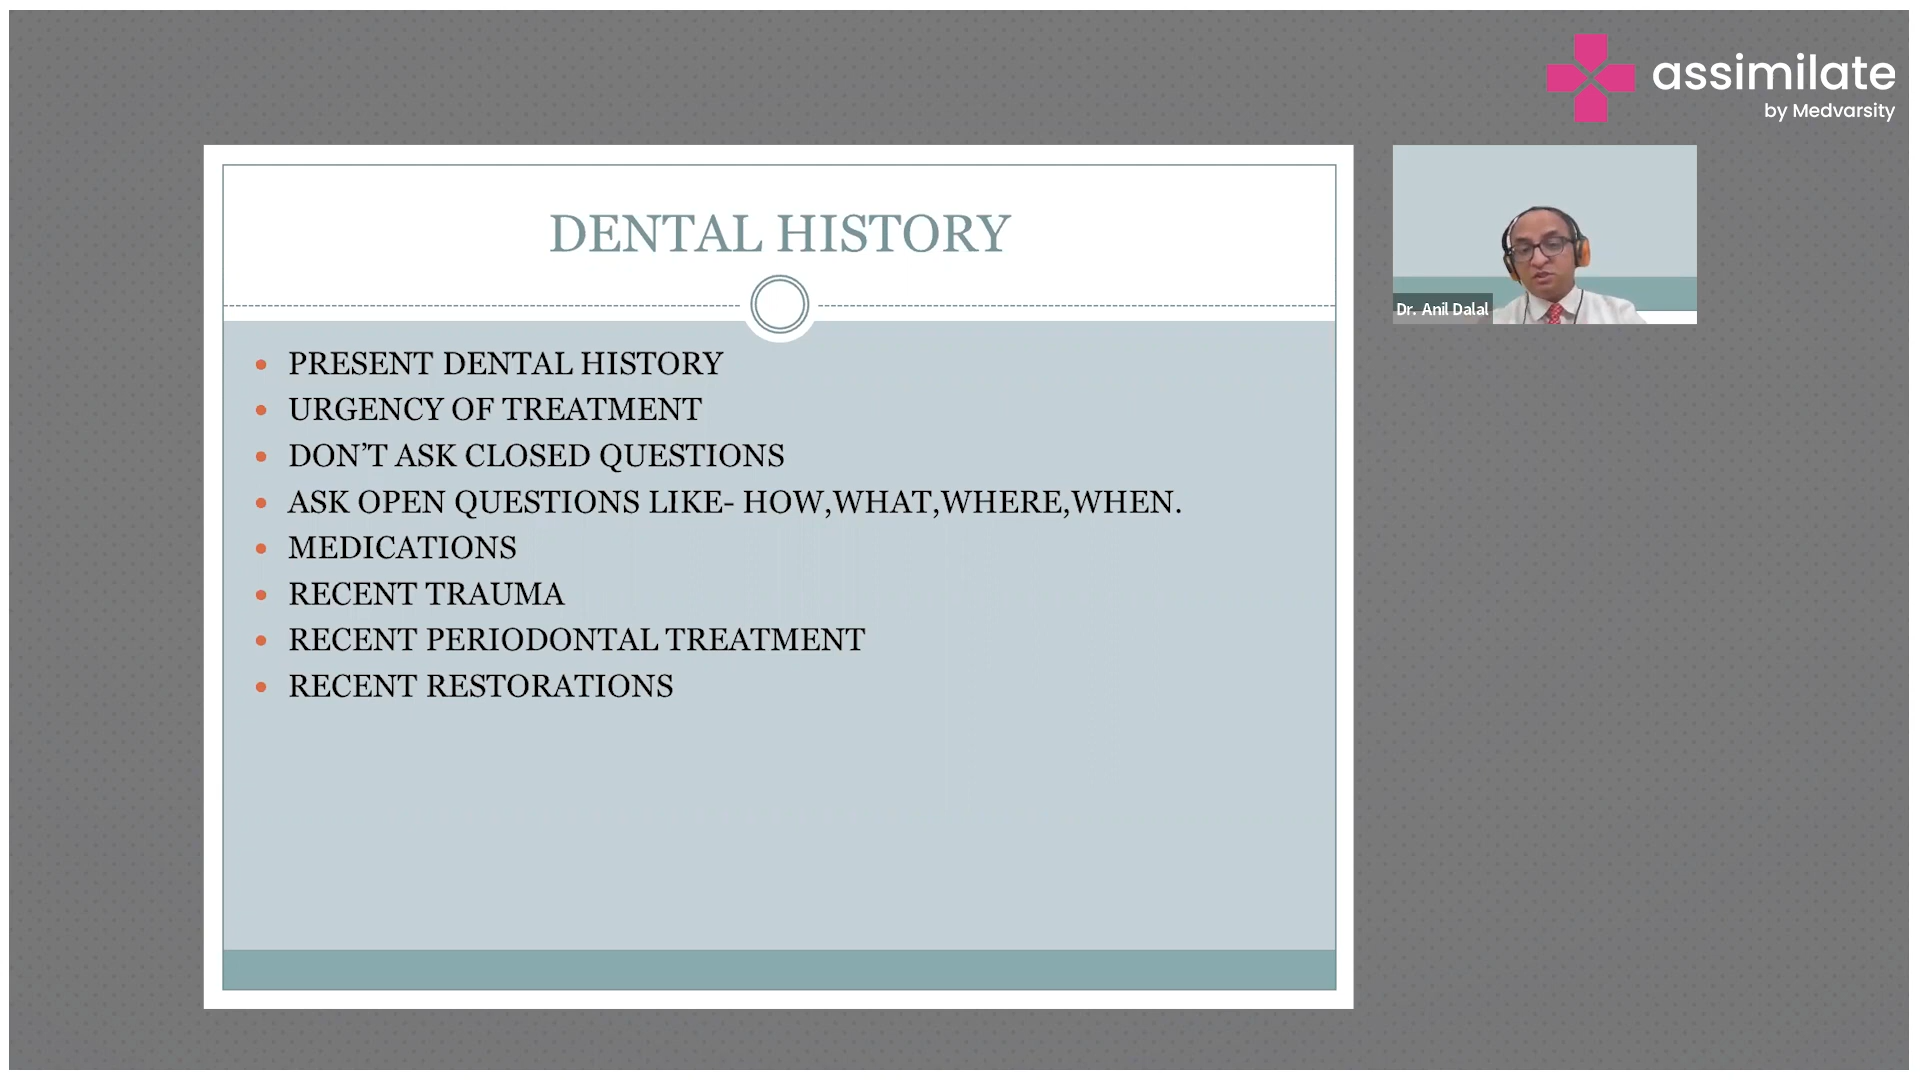 assimilate
by Medvarsity
DENTAL HISTORY
PRESENT DENTAL HISTORY
URGENCY OF TREATMENT
DON’T ASK CLOSED QUESTIONS
ASK OPEN QUESTIONS LIKE- HOW,WHAT,WHERE,WHEN.
MEDICATIONS
RECENT TRAUMA
RECENT PERIODONTAL TREATMENT
RECENT RESTORATIONS
Dr. Anil Dalal